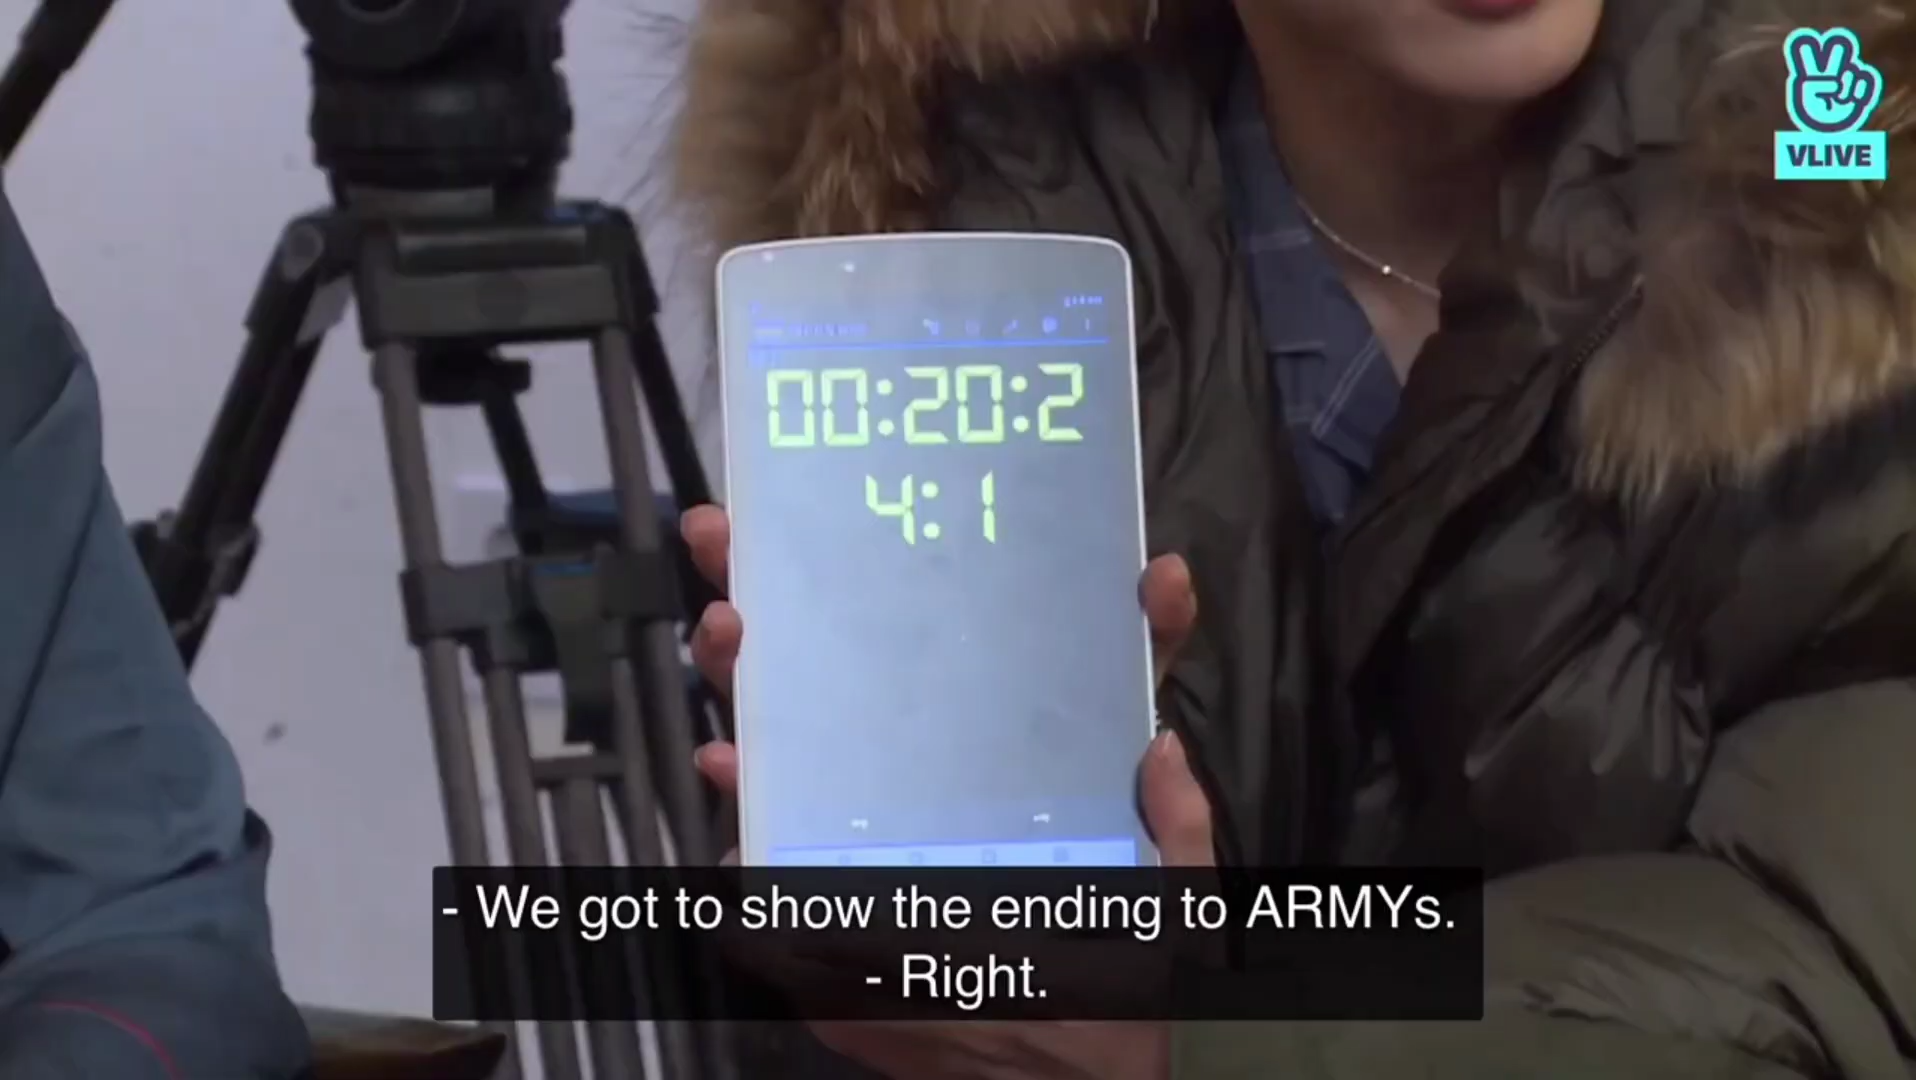 VLIVE
00:20:2
4:1
- We got to show the ending to ARMYs.
- Right.